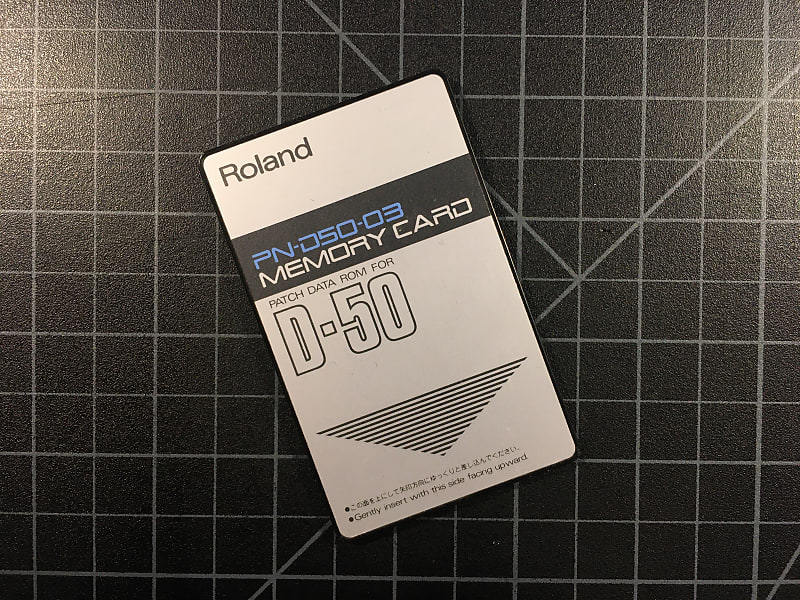 Roland
PN-D50-03
MEMORY CARD
PATCH DATA ROM FOR
D-50
●この面を上にして矢印方向にゆっくりと差し込んでください。
●Gently insert with this side facing upward.